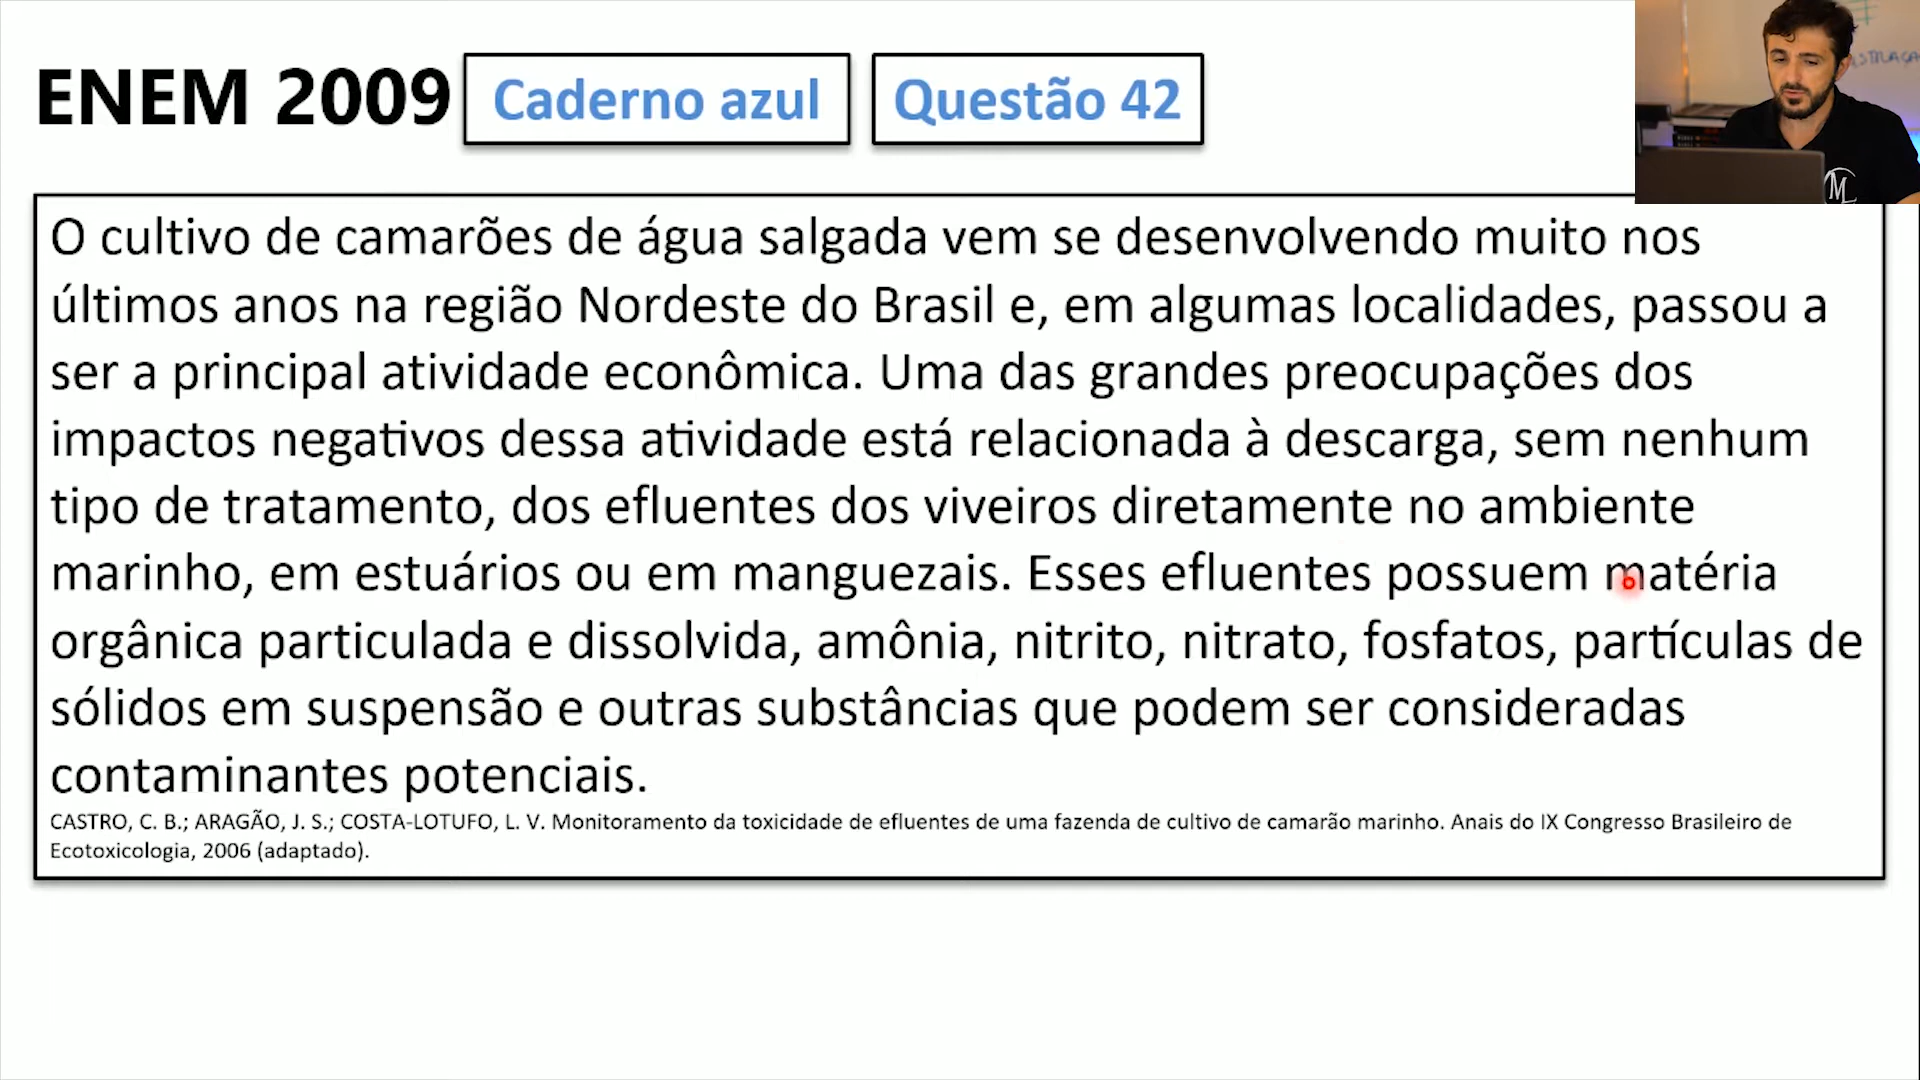 ENEM 2009 Caderno azul Questão 42
O cultivo de camarões de água salgada vem se desenvolvendo muito nos
últimos anos na região Nordeste do Brasil e, em algumas localidades, passou a
ser a principal atividade econômica. Uma das grandes preocupações dos
impactos negativos dessa atividade está relacionada à descarga, sem nenhum
tipo de tratamento, dos efluentes dos viveiros diretamente no ambiente
marinho, em estuários ou em manguezais. Esses efluentes possuem matéria
orgânica particulada e dissolvida, amônia, nitrito, nitrato, fosfatos, partículas de
sólidos em suspensão e outras substâncias que podem ser consideradas
contaminantes potenciais.
CASTRO, C. B.; ARAGÃO, J. S.; COSTA-LOTUFO, L. V. Monitoramento da toxicidade de efluentes de uma fazenda de cultivo de camarão marinho. Anais do IX Congresso Brasileiro de
Ecotoxicologia, 2006 (adaptado).
ML